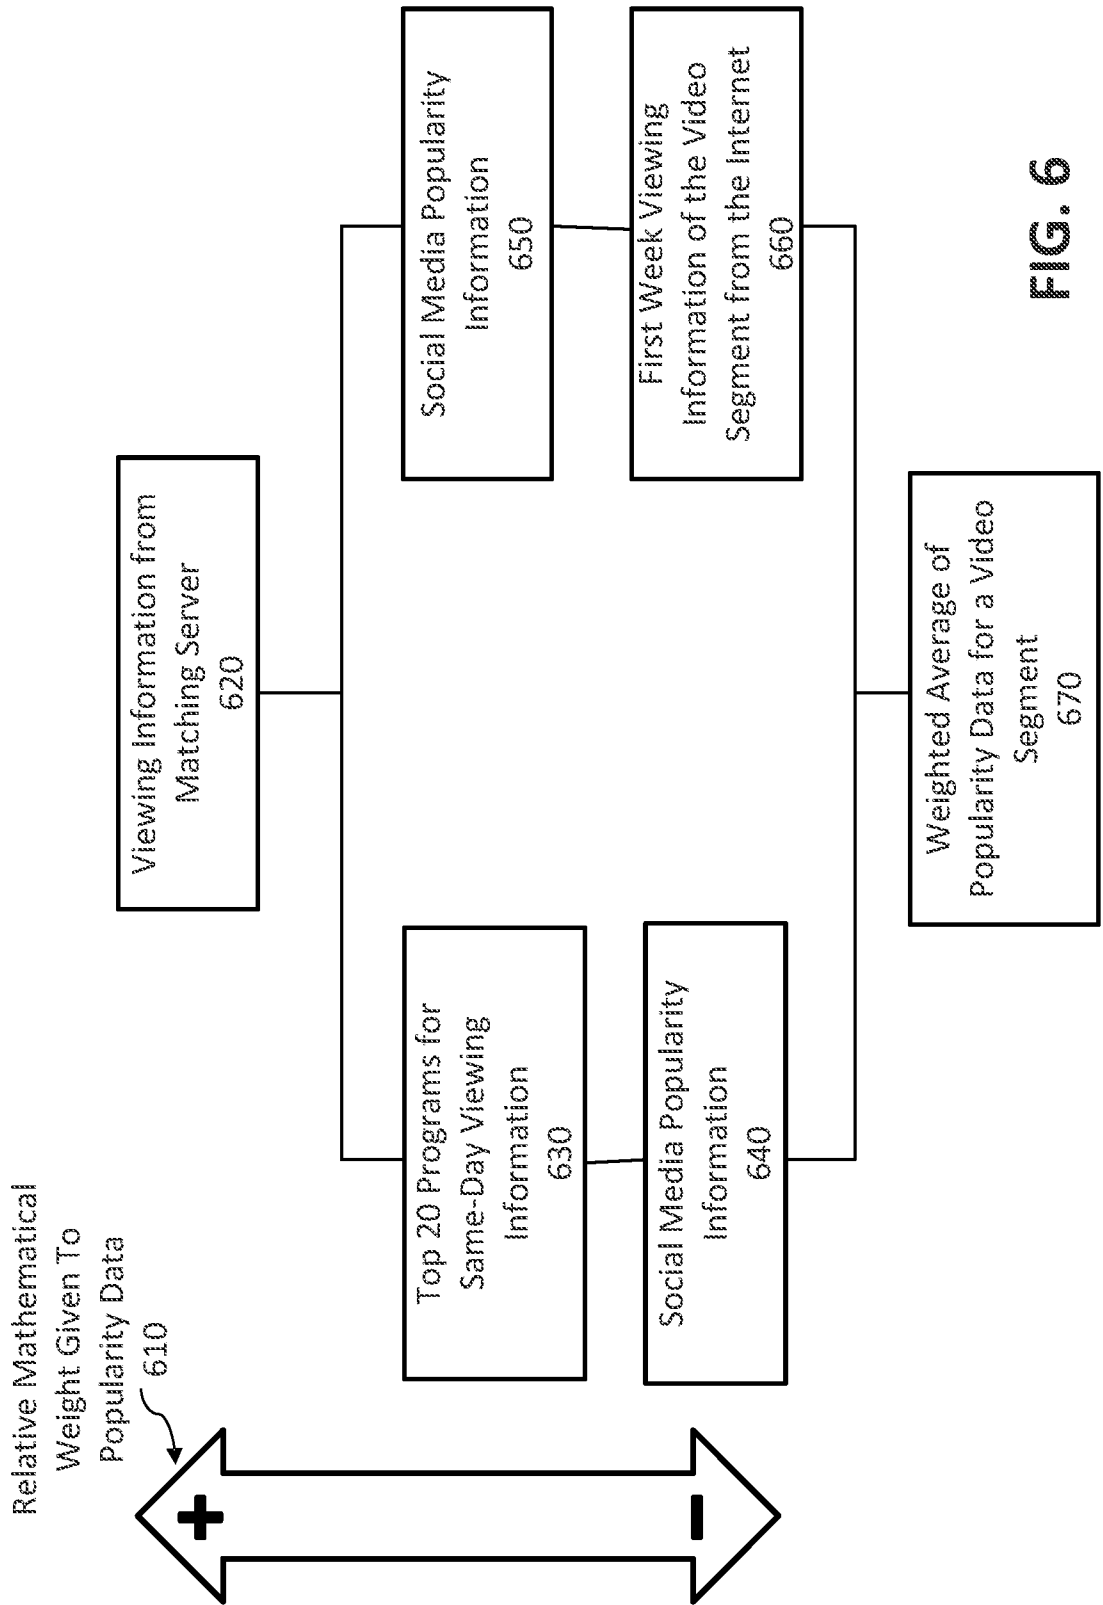 Relative Mathematical
Weight Given To
Popularity Data
610
+
-
Viewing Information from
Matching Server
620
Top 20 Programs for
Same-Day Viewing
Information
630
Social Media Popularity
Information
640
Social Media Popularity
Information
650
First Week Viewing
Information of the Video
Segment from the Internet
660
Weighted Average of
Popularity Data for a Video
Segment
670
FIG. 6